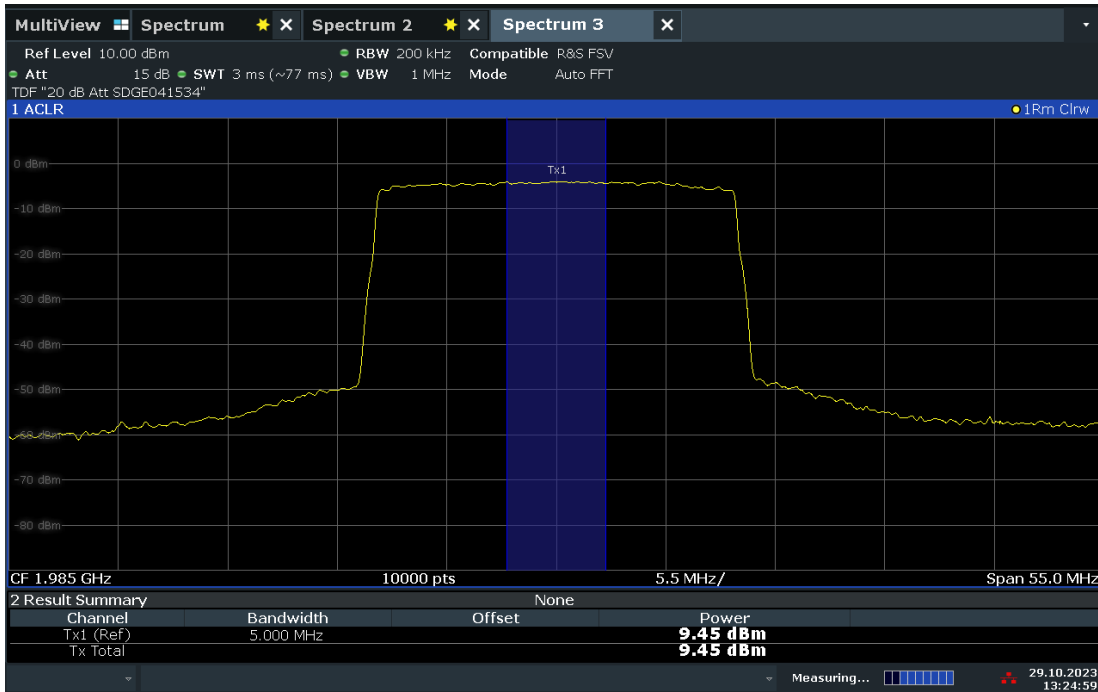 MultiView Spectrum Spectrum 2 Spectrum 3
Ref Level 10.00 dBm RBW 200 kHz Compatible R&S FSV
Att 15 dB SWT 3 ms (~77 ms) VBW 1 MHz Mode Auto FFT
TDF "20 dB Att SDGE041534"
1 ACLR 1Rm Clrw
0 dBm
Tx1
-10 dBm
-20 dBm
-30 dBm
-40 dBm
-50 dBm
-60 dBm
-70 dBm
-80 dBm
CF 1.985 GHz 10000 pts 5.5 MHz/ Span 55.0 MHz
2 Result Summary None
Channel Bandwidth Offset Power
Tx1 (Ref) 5.000 MHz 9.45 dBm
Tx Total 9.45 dBm
Measuring... 29.10.2023
13:24:59